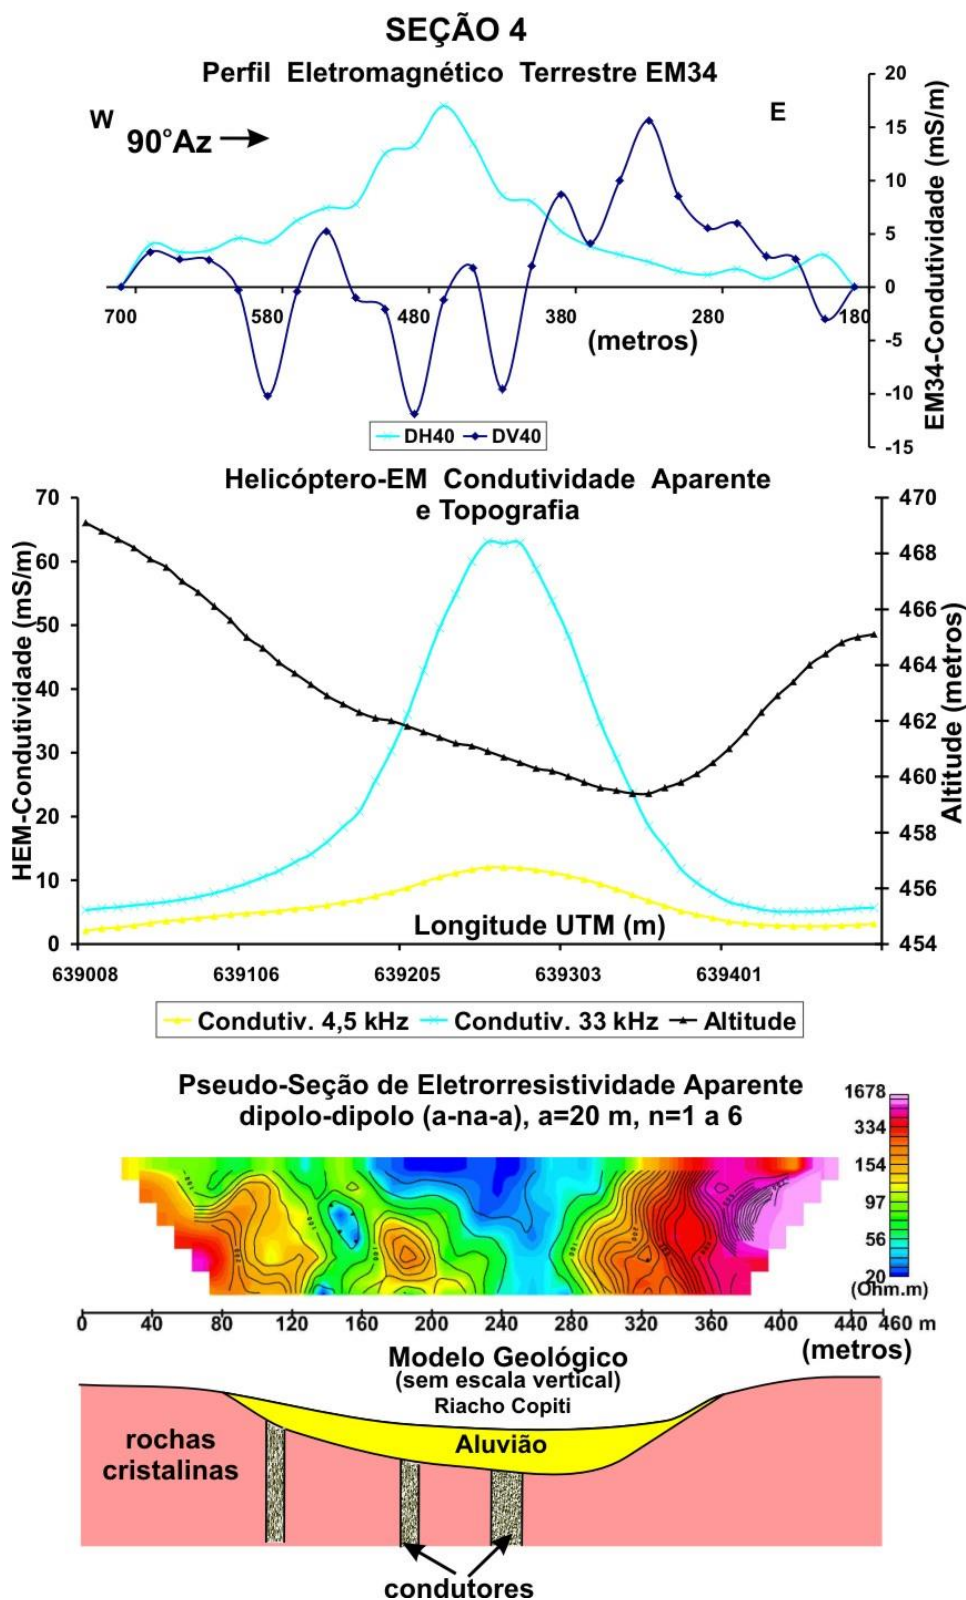 SEÇÃO 4
Perfil Eletromagnético Terrestre EM34
W
90°Az
E
20
15
10
5
0
-5
-10
-15
EM34-Condutividade (mS/m)
700 580 480 380 280 180
(metros)
DH40 DV40
Helicóptero-EM Condutividade Aparente
e Topografia
70
60
50
40
30
20
10
0
HEM-Condutividade (mS/m)
470
468
466
464
462
460
458
456
454
Altitude (metros)
Longitude UTM (m)
639008 639106 639205 639303 639401
Condutiv. 4,5 kHz Condutiv. 33 kHz Altitude
Pseudo-Seção de Eletrorresistividade Aparente
dipolo-dipolo (a-na-a), a=20 m, n=1 a 6
1678
334
154
97
56
20
(Ohm.m)
0 40 80 120 160 200 240 280 320 360 400 440 460 m
(metros)
Modelo Geológico
(sem escala vertiti)
Riacho Copiti
Aluvião
rochas
cristalinas
condutores